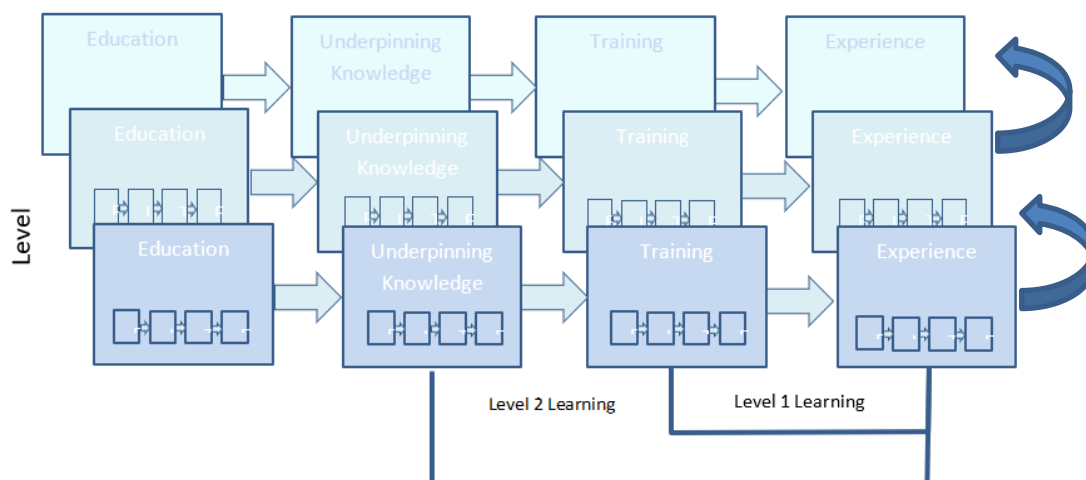 Education
Underpinning
Knowledge
Training
Experience
Education
Underpinning
Knowledge
Training
Experience
Level
Education
Underpinning
Knowledge
Training
Experience
Level 2 Learning
Level 1 Learning